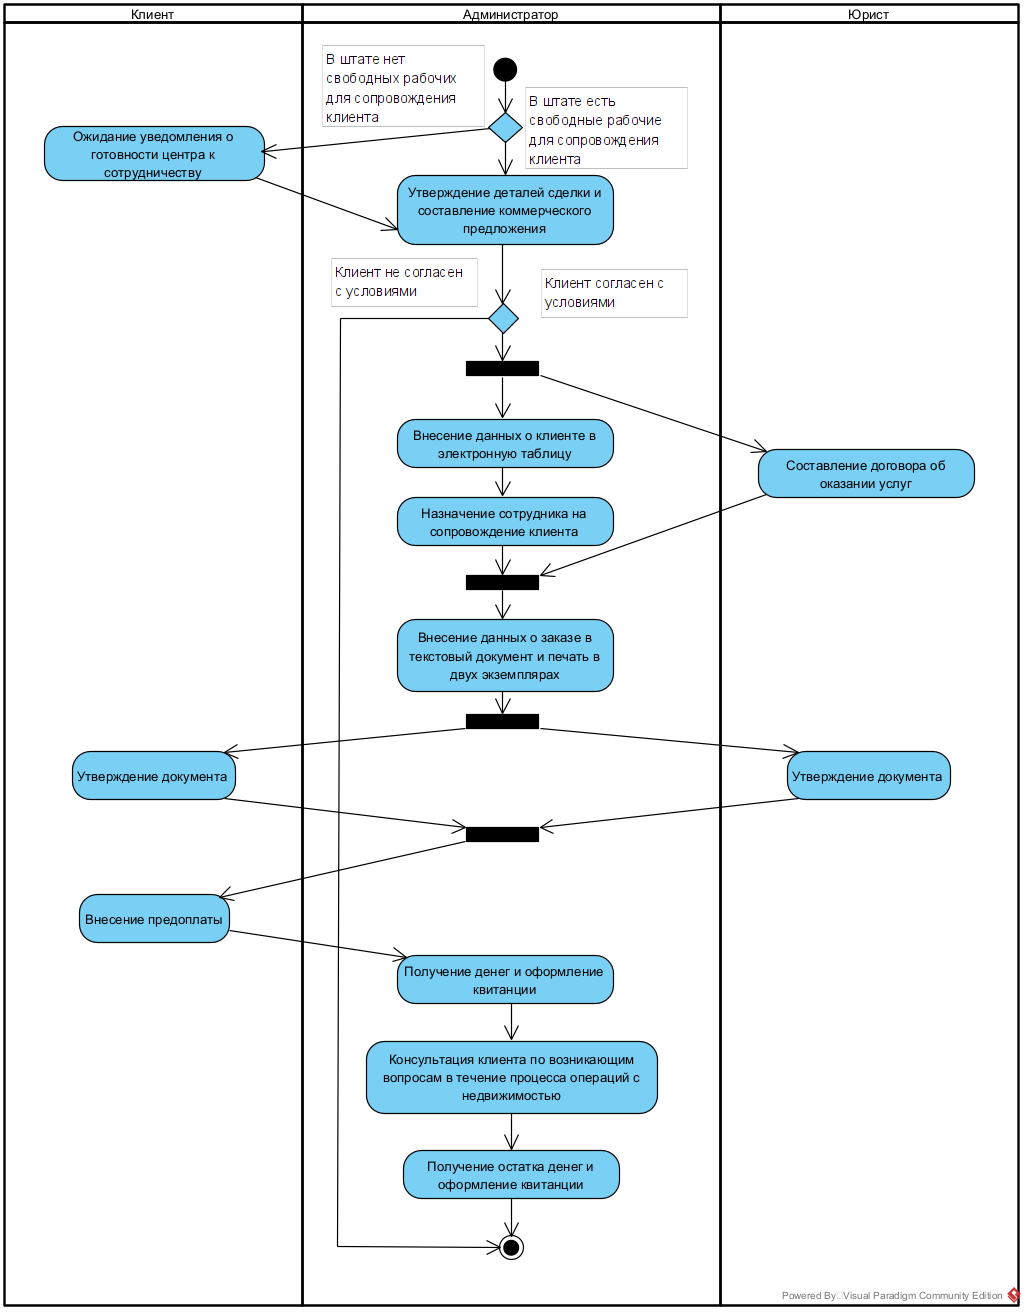 Клиент
Администратор
Юрист
В штате нет
свободных рабочих
для сопровождения
клиента
В штате есть
свободные рабочие
для сопровождения
клиента
Ожидание уведомления о
готовности центра к
сотрудничеству
Утверждение деталей сделки и
составление коммерческого
предложения
Клиент не согласен
с условиями
Клиент согласен с
условиями
Внесение данных о клиенте в
электронную таблицу
Составление договора об
оказании услуг
Назначение сотрудника на
сопровождение клиента
Внесение данных о заказе в
текстовый документ и печать в
двух экземплярах
Утверждение документа
Утверждение документа
Внесение предоплаты
Получение денег и оформление
квитанции
Консультация клиента по возникающим
вопросам в течение процесса операций с
недвижимостью
Получение остатка денег и
оформление квитанции
Powered By Visual Paradigm Community Edition